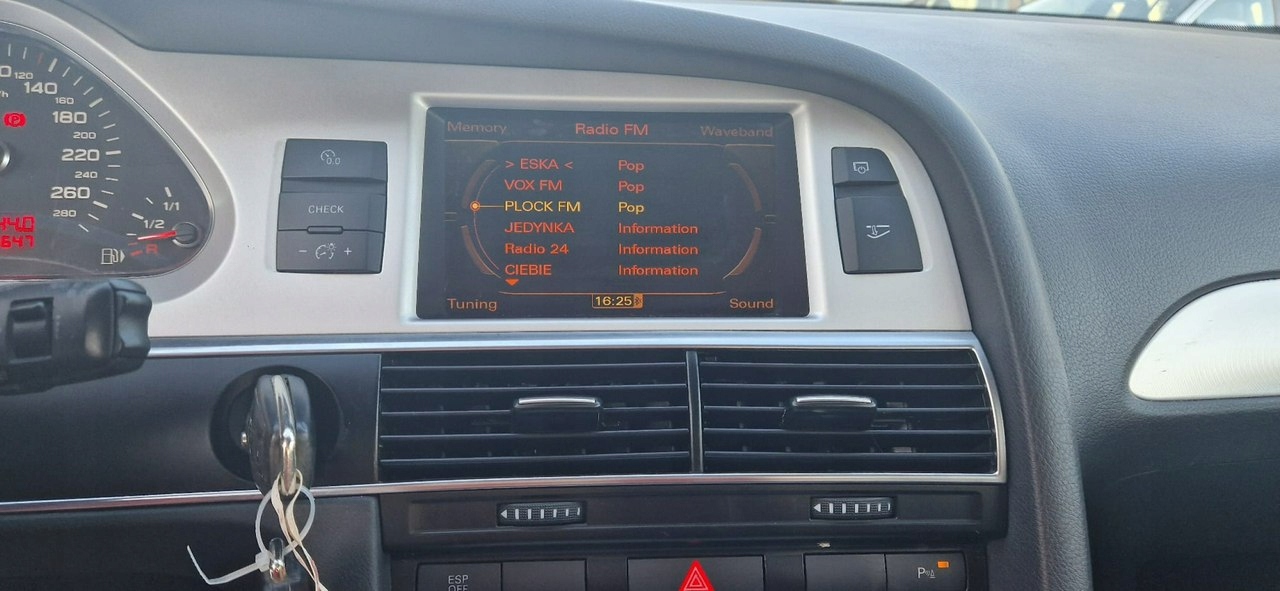 120
140
160
180
200
220
240
260
280
1/1
1/2
R
0.0
CHECK
- +
Memory Radio FM Waveband
> ESKA < Pop
VOX FM Pop
PLOCK FM Pop
JEDYNKA Information
Radio 24 Information
CIEBIE Information
Tuning 16:25 Sound
ESP
OFF
P